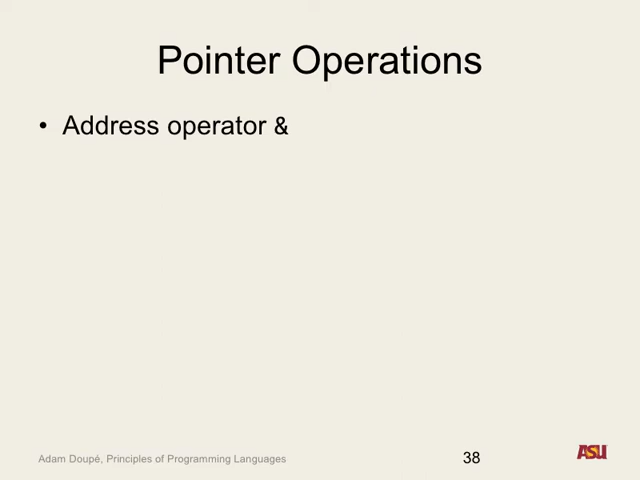 Pointer Operations
• Address operator &
Adam Doupé, Principles of Programming Languages
38
ASU